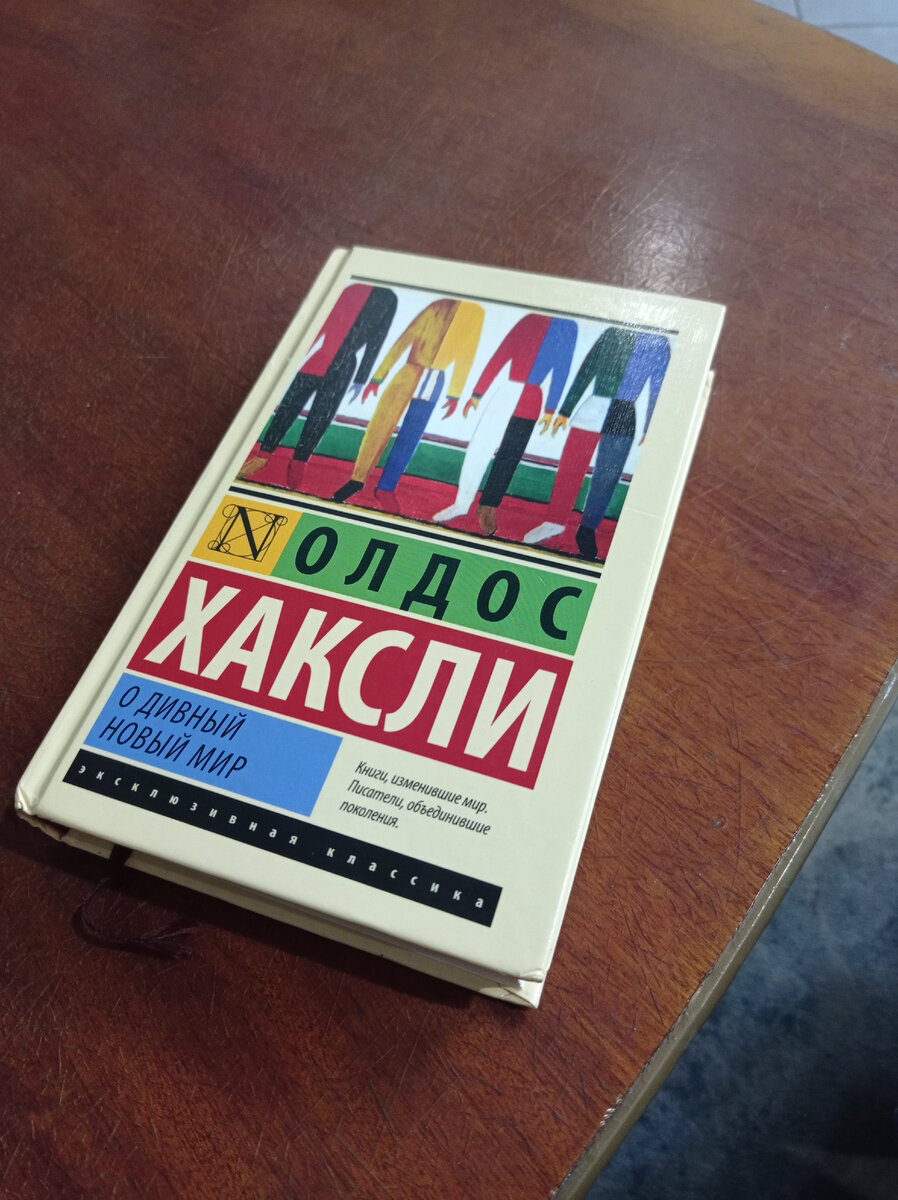 N
ОЛДОС
ХАКСЛИ
О ДИВНЫЙ
НОВЫЙ МИР
Книги, изменившие мир.
Писатели, объединившие
поколения.
эксклюзивная классика